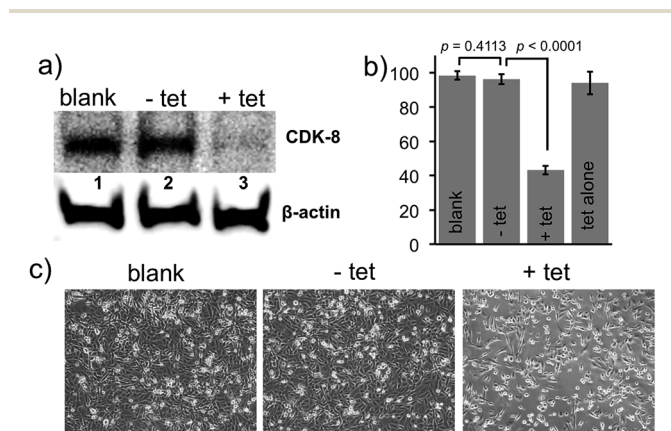 a)
blank - tet + tet
CDK-8
1 2 3
β-actin
b)
p = 0.4113 p < 0.0001
100
80
60
40
20
0
blank
- tet
+ tet
tet alone
c)
blank - tet + tet